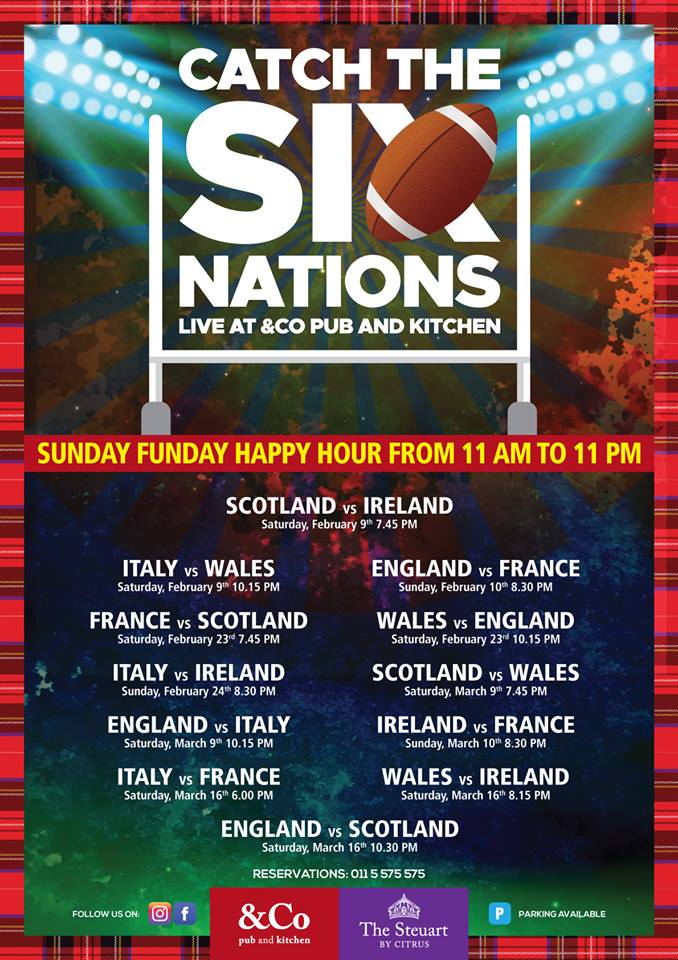 CATCH THE
SIX
NATIONS
LIVE AT &CO PUB AND KITCHEN
SUNDAY FUNDAY HAPPY HOUR FROM 11 AM TO 11 PM
SCOTLAND vs IRELAND
Saturday, February 9th 7.45 PM
ITALY vs WALES
Saturday, February 9th 10.15 PM
ENGLAND vs FRANCE
Sunday, February 10th 8.30 PM
FRANCE vs SCOTLAND
Saturday, February 23rd 7.45 PM
WALES vs ENGLAND
Saturday, February 23rd 10.15 PM
ITALY vs IRELAND
Sunday, February 24th 8.30 PM
SCOTLAND vs WALES
Saturday, March 9th 7.45 PM
ENGLAND vs ITALY
Saturday, March 9th 10.15 PM
IRELAND vs FRANCE
Sunday, March 10th 8.30 PM
ITALY vs FRANCE
Saturday, March 16th 6.00 PM
WALES vs IRELAND
Saturday, March 16th 8.15 PM
ENGLAND vs SCOTLAND
Saturday, March 16th 10.30 PM
RESERVATIONS: 011 5 575 575
FOLLOW US ON:
&Co
pub and kitchen
The Steuart
BY CITRUS
P PARKING AVAILABLE